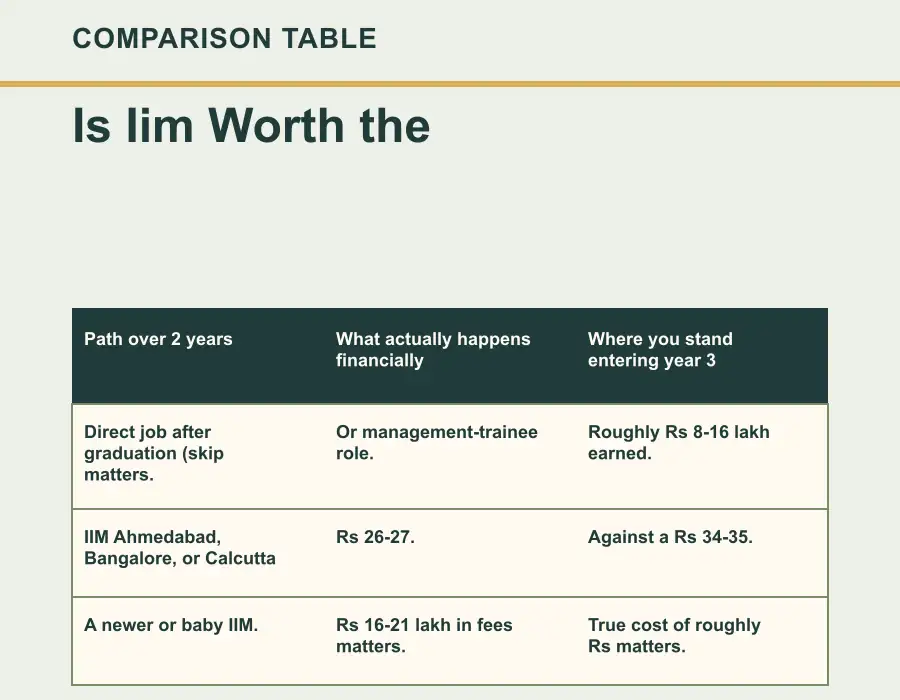 COMPARISON TABLE
Is Iim Worth the
Path over 2 years
What actually happens
financially
Where you stand
entering year 3
Direct job after
graduation (skip
matters.
Or management-trainee
role.
Roughly Rs 8-16 lakh
earned.
IIM Ahmedabad,
Bangalore, or Calcutta
Rs 26-27.
Against a Rs 34-35.
A newer or baby IIM.
Rs 16-21 lakh in fees
matters.
True cost of roughly
Rs matters.